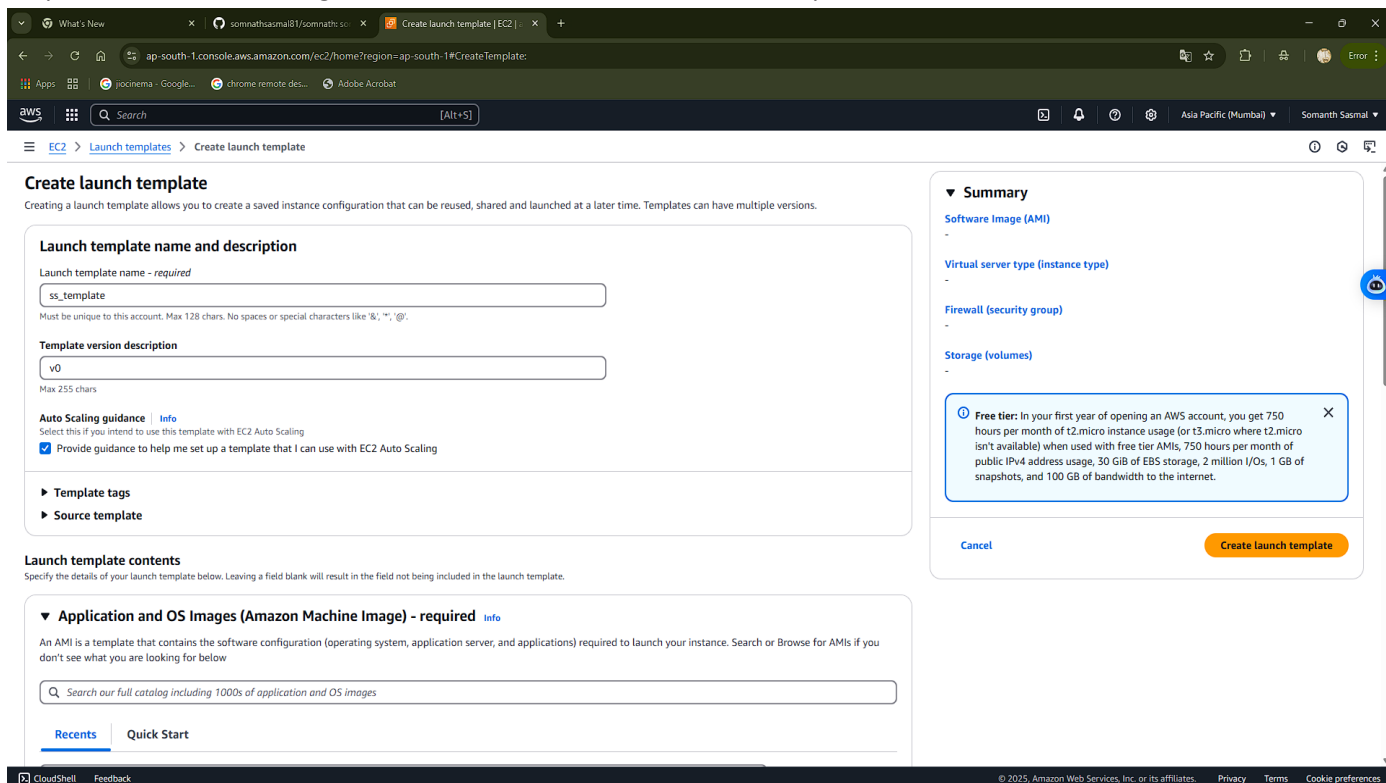 What's New
somnathsasmal81/somnath: so
Create launch template | EC2 | a
ap-south-1.console.aws.amazon.com/ec2/home?region=ap-south-1#CreateTemplate:
Error
Apps
jiocinema - Google...
chrome remote des...
Adobe Acrobat
aws
Search
[Alt+S]
Asia Pacific (Mumbai)
Somanth Sasmal
EC2 > Launch templates > Create launch template
Create launch template
Creating a launch template allows you to create a saved instance configuration that can be reused, shared and launched at a later time. Templates can have multiple versions.
Launch template name and description
Launch template name - required
ss_template
Must be unique to this account. Max 128 chars. No spaces or special characters like '&', '*', '@'.
Template version description
v0
Max 255 chars
Auto Scaling guidance | Info
Select this if you intend to use this template with EC2 Auto Scaling
Provide guidance to help me set up a template that I can use with EC2 Auto Scaling
Template tags
Source template
Launch template contents
Specify the details of your launch template below. Leaving a field blank will result in the field not being included in the launch template.
Application and OS Images (Amazon Machine Image) - required Info
An AMI is a template that contains the software configuration (operating system, application server, and applications) required to launch your instance. Search or Browse for AMIs if you
don't see what you are looking for below
Search our full catalog including 1000s of application and OS images
Recents
Quick Start
Summary
Software Image (AMI)
-
Virtual server type (instance type)
-
Firewall (security group)
-
Storage (volumes)
-
Free tier: In your first year of opening an AWS account, you get 750
hours per month of t2.micro instance usage (or t3.micro where t2.micro
isn't available) when used with free tier AMIs, 750 hours per month of
public IPv4 address usage, 30 GiB of EBS storage, 2 million I/Os, 1 GB of
snapshots, and 100 GB of bandwidth to the internet.
Cancel
Create launch template
CloudShell
Feedback
© 2025, Amazon Web Services, Inc. or its affiliates.
Privacy
Terms
Cookie preferences